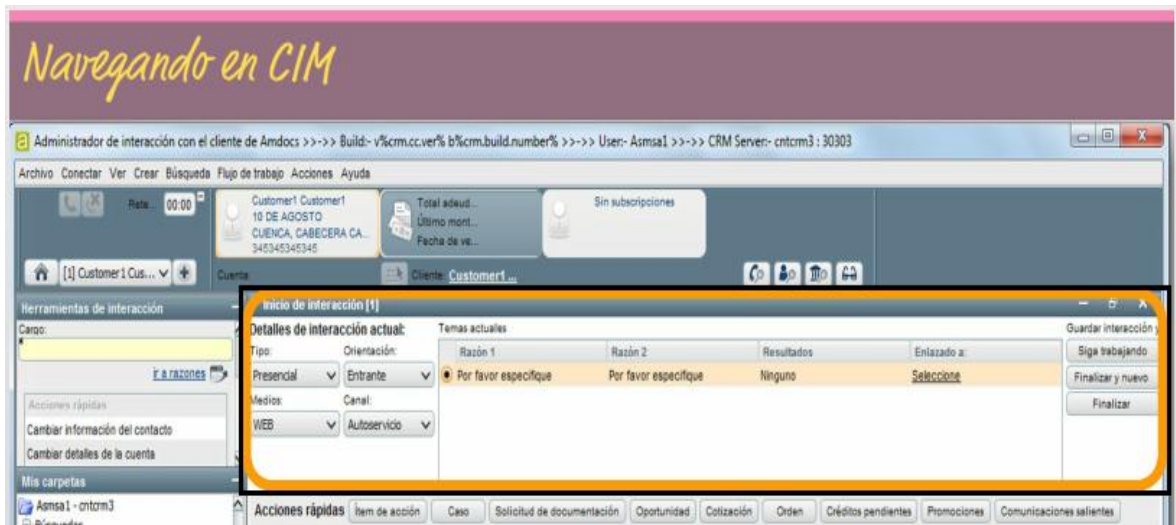 Navegando en CIM
Administrador de interacción con el cliente de Amdocs >>->> Build:- v%crm.cc.ver% b%crm.build.number% >>->> User:- Asmsa1 >>->> CRM Server:- cntcrm3 : 30303
Archivo Conectar Ver Crear Búsqueda Flujo de trabajo Acciones Ayuda
Rete... 00:00
Customer1 Customer1
10 DE AGOSTO
CUENCA, CABECERA CA...
345345345345
Total adeud...
Último mont...
Fecha de ve...
Sin subscripciones
[1] Customer1 Cus...
Cuenta:
Cliente: Customer1 ...
Herramientas de interacción
Cargo:
ir a razones
Acciones rápidas
Cambiar información del contacto
Cambiar detalles de la cuenta
Mis carpetas
Asmsa1 - cntcrm3
Búsquedas
Inicio de interacción [1]
Detalles de interacción actual:
Tipo: Orientación:
Presencial Entrante
Medios: Canal:
WEB Autoservicio
Temas actuales
Razón 1 Razón 2 Resultados Enlazado a:
Por favor especifique Por favor especifique Ninguno Seleccione
Guardar interacción y
Siga trabajando
Finalizar y nuevo
Finalizar
Acciones rápidas Ítem de acción Caso Solicitud de documentación Oportunidad Cotización Orden Créditos pendientes Promociones Comunicaciones salientes